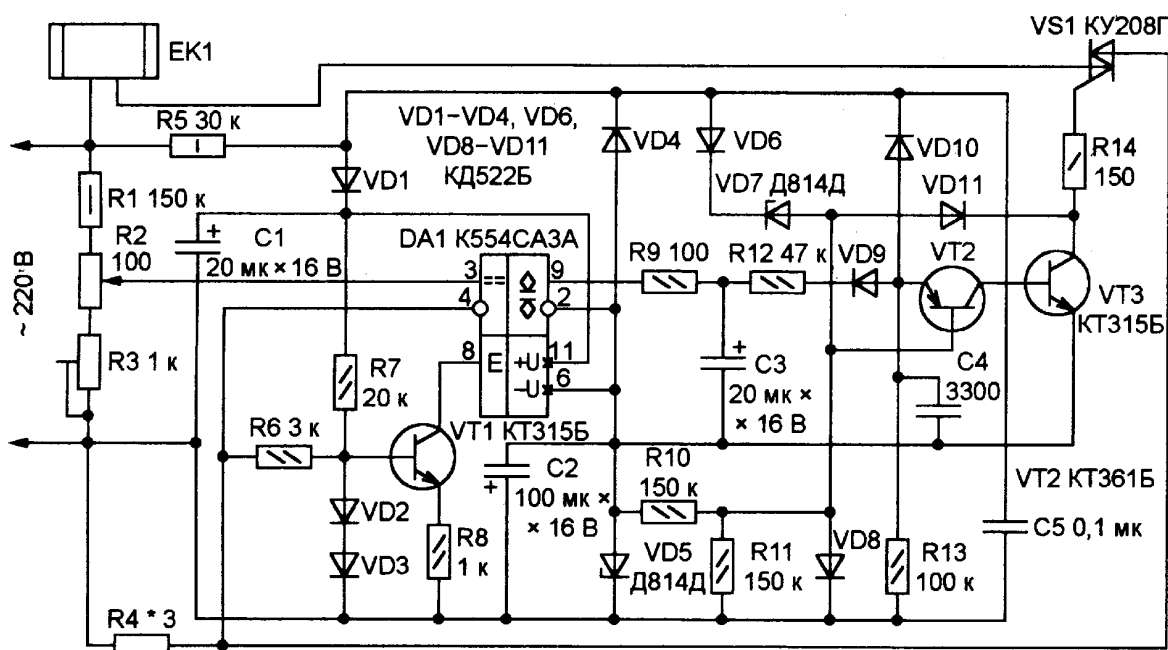 VS1 КУ208Г
EK1
R5 30 к
VD1–VD4, VD6,
VD8–VD11
КД522Б
VD4
VD6
VD10
R14
150
R1 150 к
VD1
VD7 Д814Д
VD11
R2
100
C1
20 мк × 16 В
DA1 К554СА3А
R9 100
R12 47 к
VD9
VT2
~220 В
3
==
9
4
2
VT3
КТ315Б
R3 1 к
8
E
+U
11
–U
6
R7
20 к
C3
20 мк ×
× 16 В
C4
3300
R6 3 к
VT1 КТ315Б
C2
100 мк ×
× 16 В
R10
150 к
VT2 КТ361Б
VD2
VD3
R8
1 к
VD5
Д814Д
R11
150 к
VD8
R13
100 к
C5 0,1 мк
R4 * 3